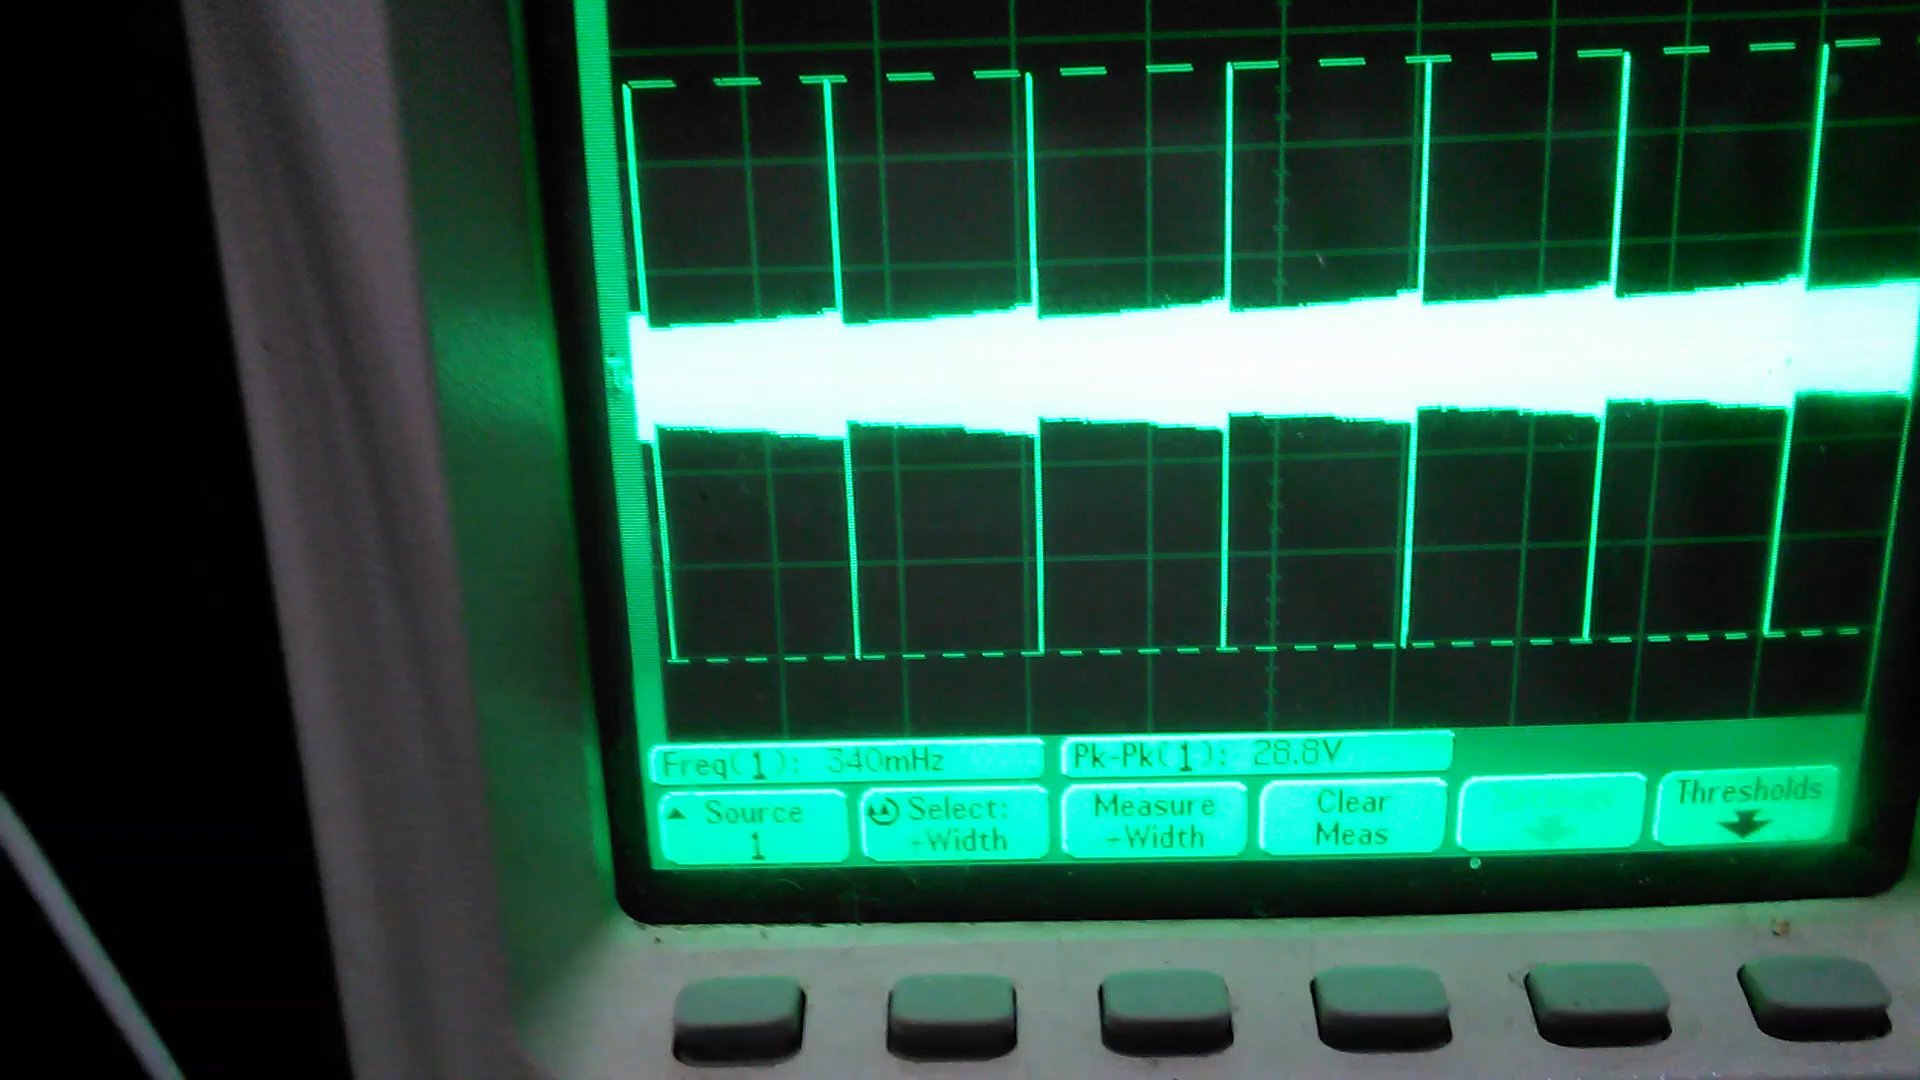 Freq(1): 340mHz
Pk-Pk(1): 28.8V
Source
1
Select:
+Width
Measure
+Width
Clear
Meas
Thresholds